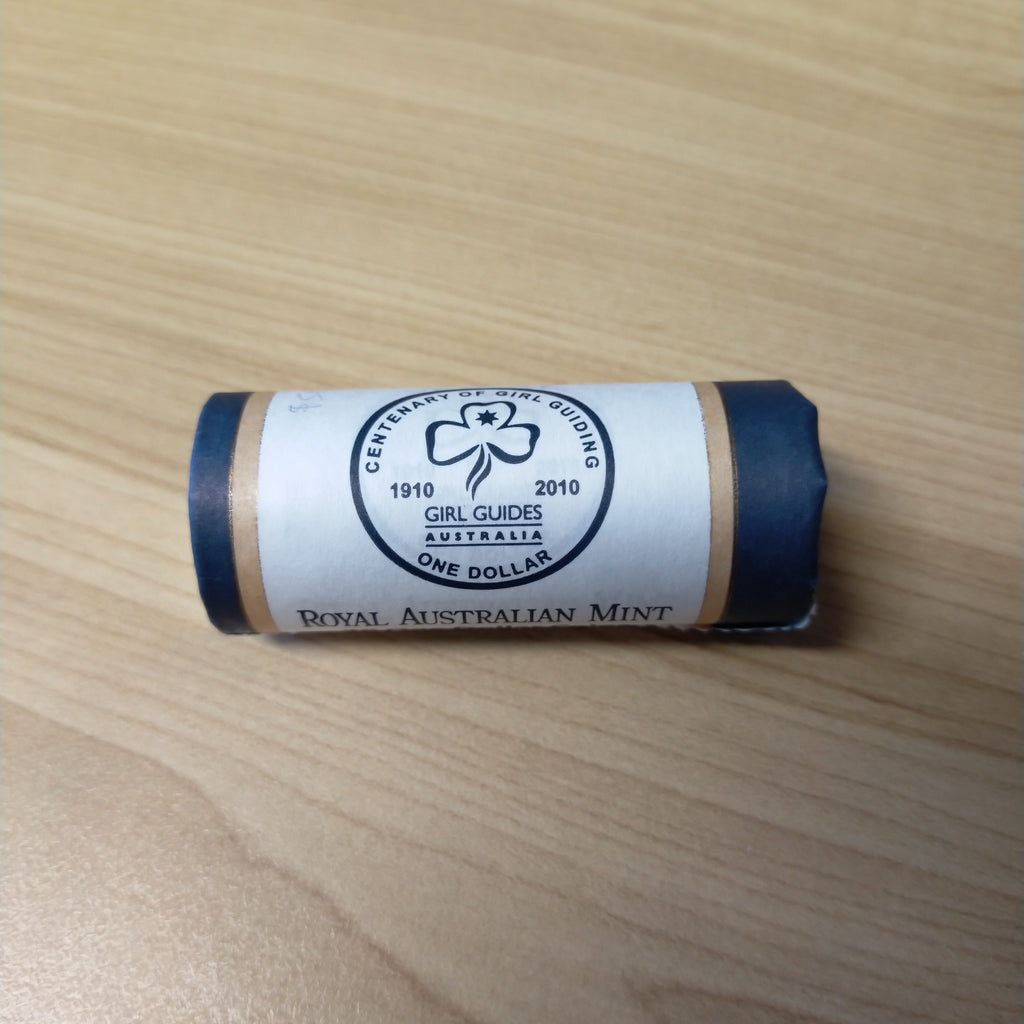 CENTENARY OF GIRL GUIDING
1910 2010
GIRL GUIDES
AUSTRALIA
ONE DOLLAR
ROYAL AUSTRALIAN MINT